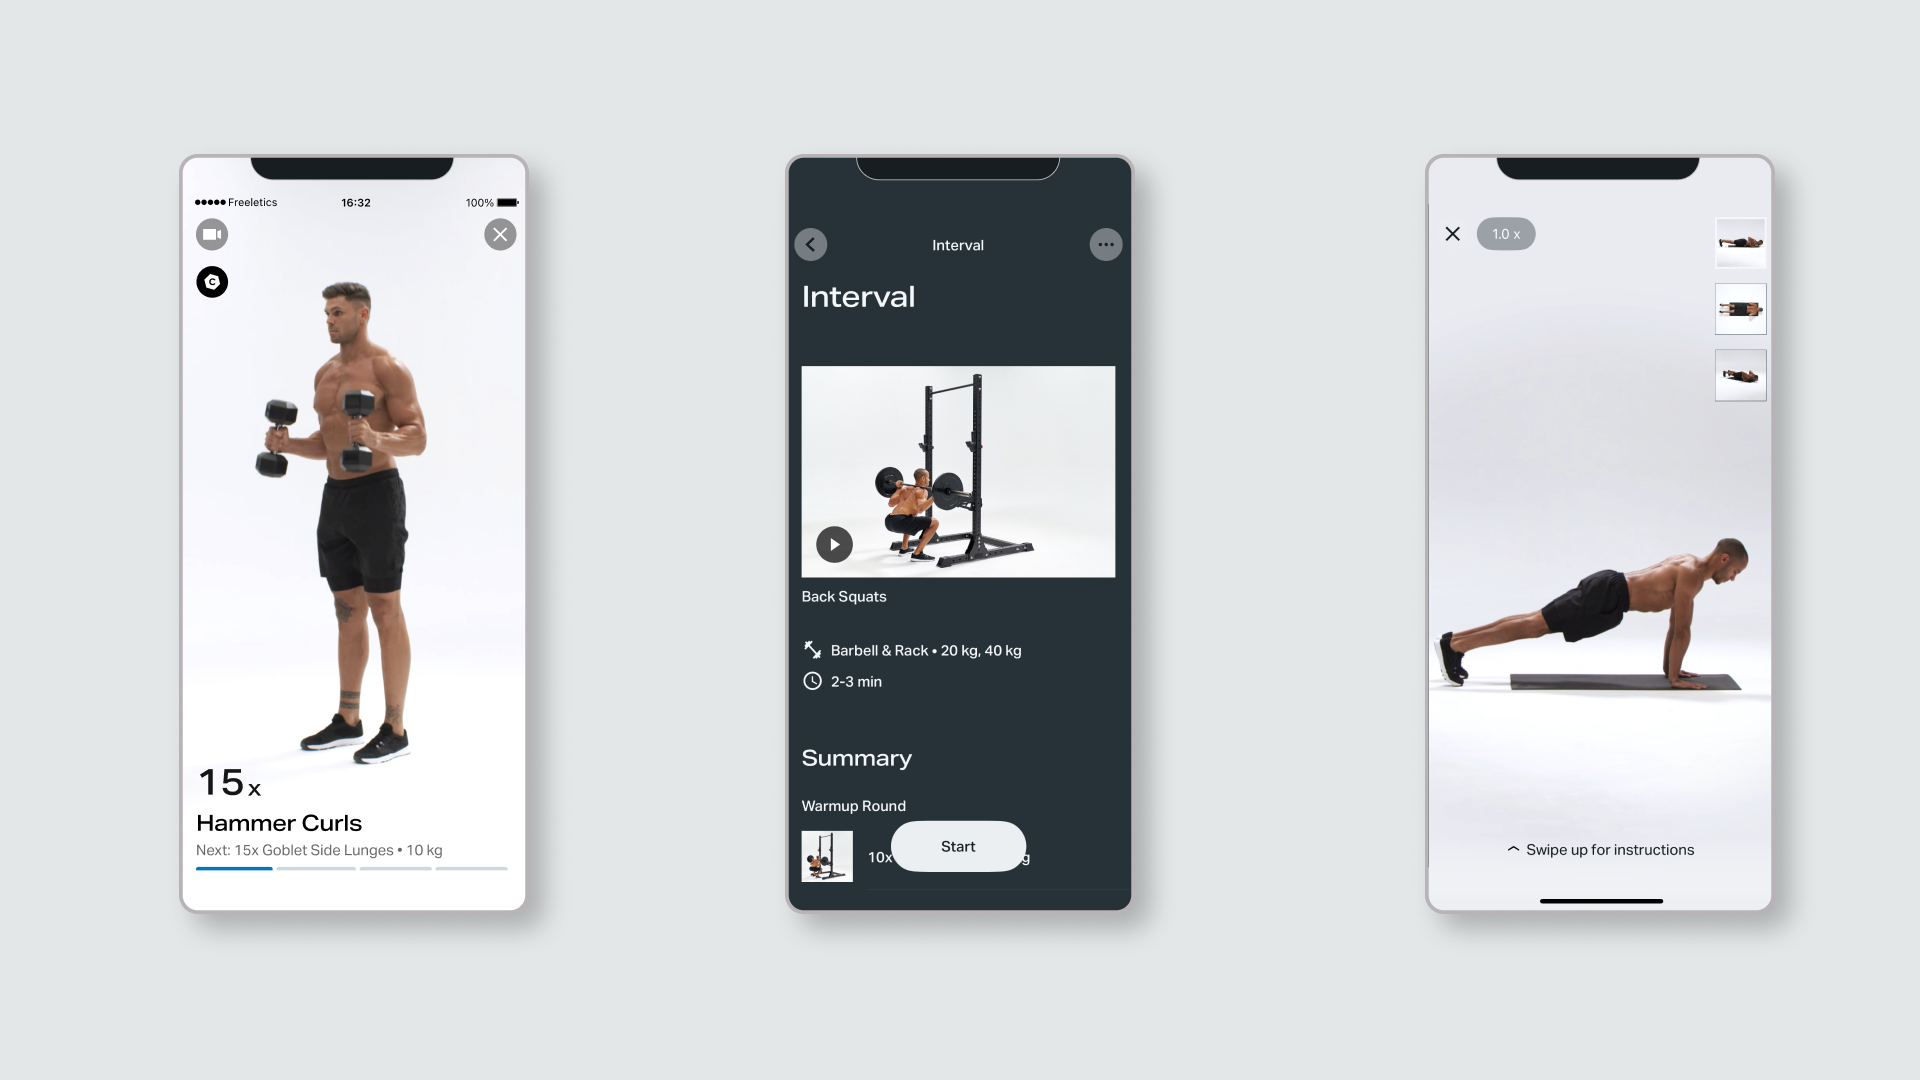 Freeletics 16:32 100%
C
15x
Hammer Curls
Next: 15x Goblet Side Lunges • 10 kg
Interval
Interval
Back Squats
Barbell & Rack • 20 kg, 40 kg
2-3 min
Summary
Warmup Round
10x
Start
1.0 x
Swipe up for instructions